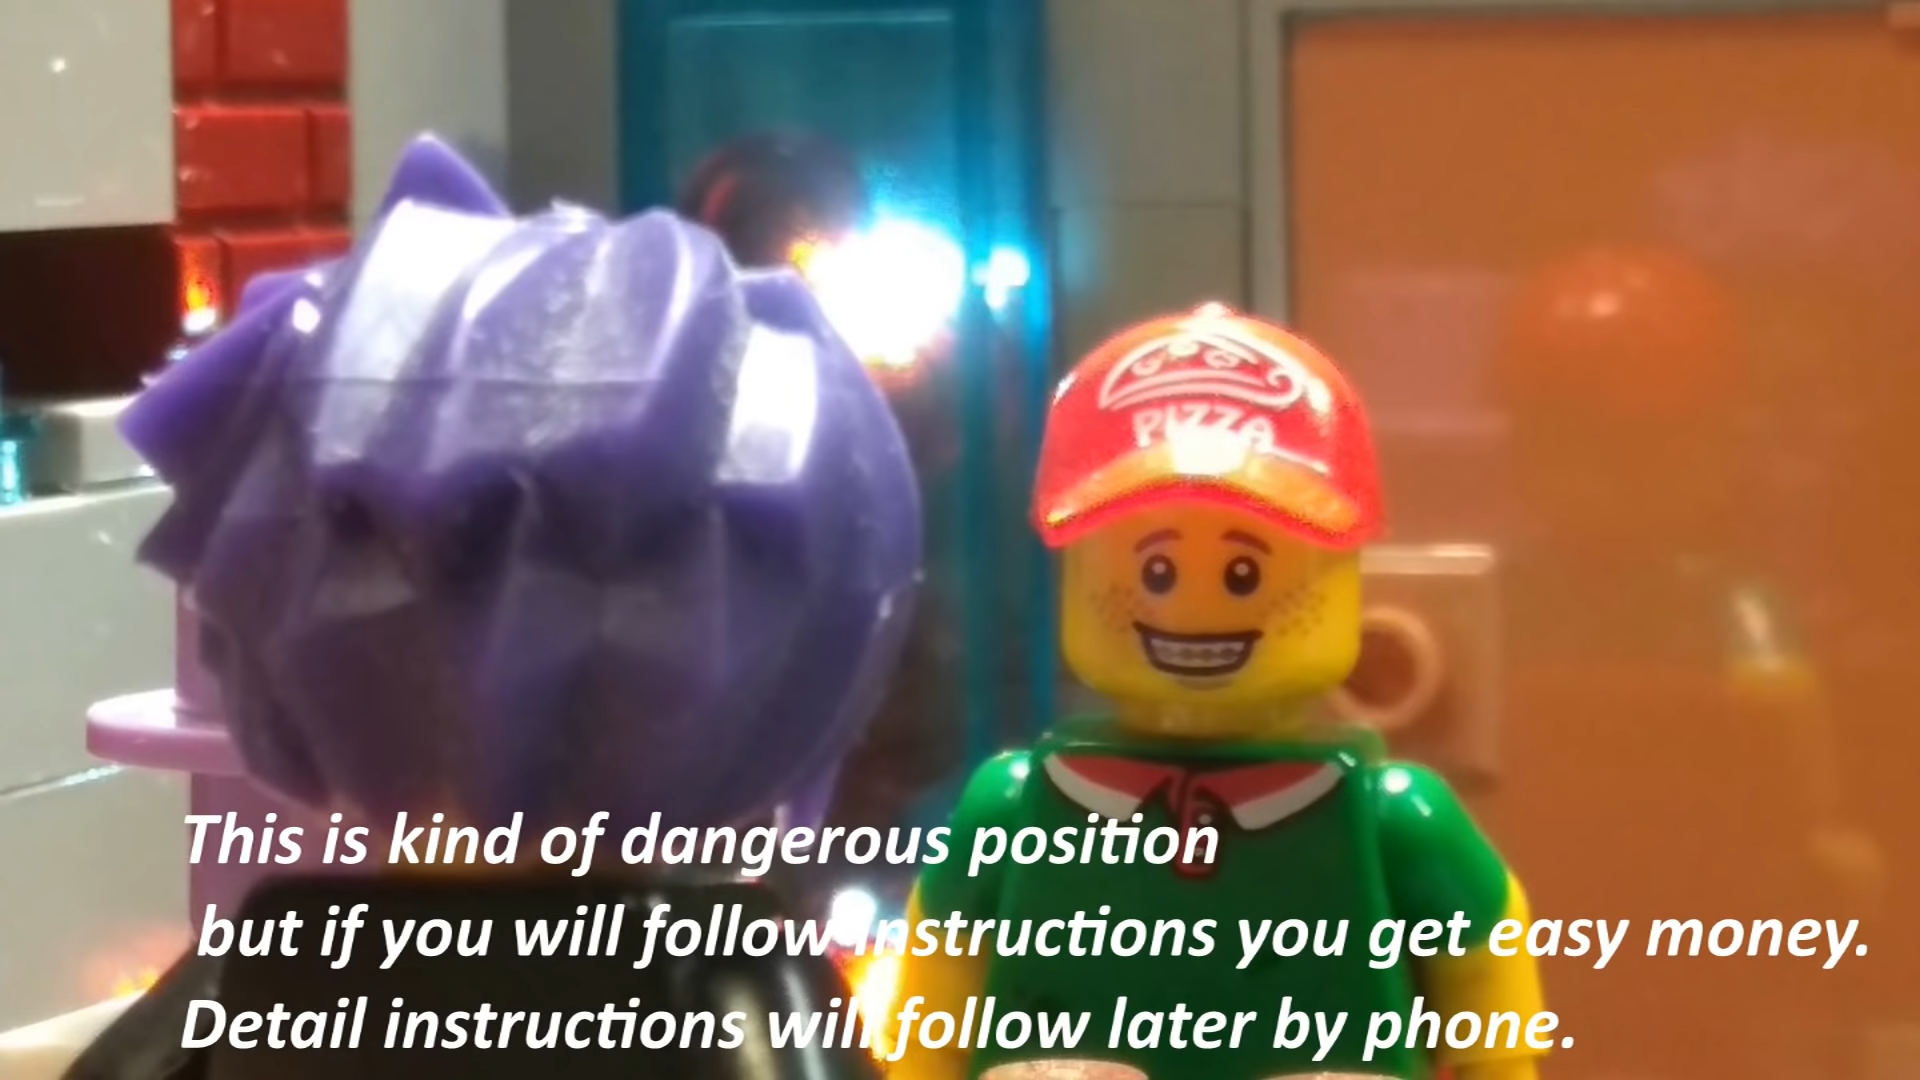 PIZZA
This is kind of dangerous position
but if you will follow instructions you get easy money.
Detail instructions will follow later by phone.